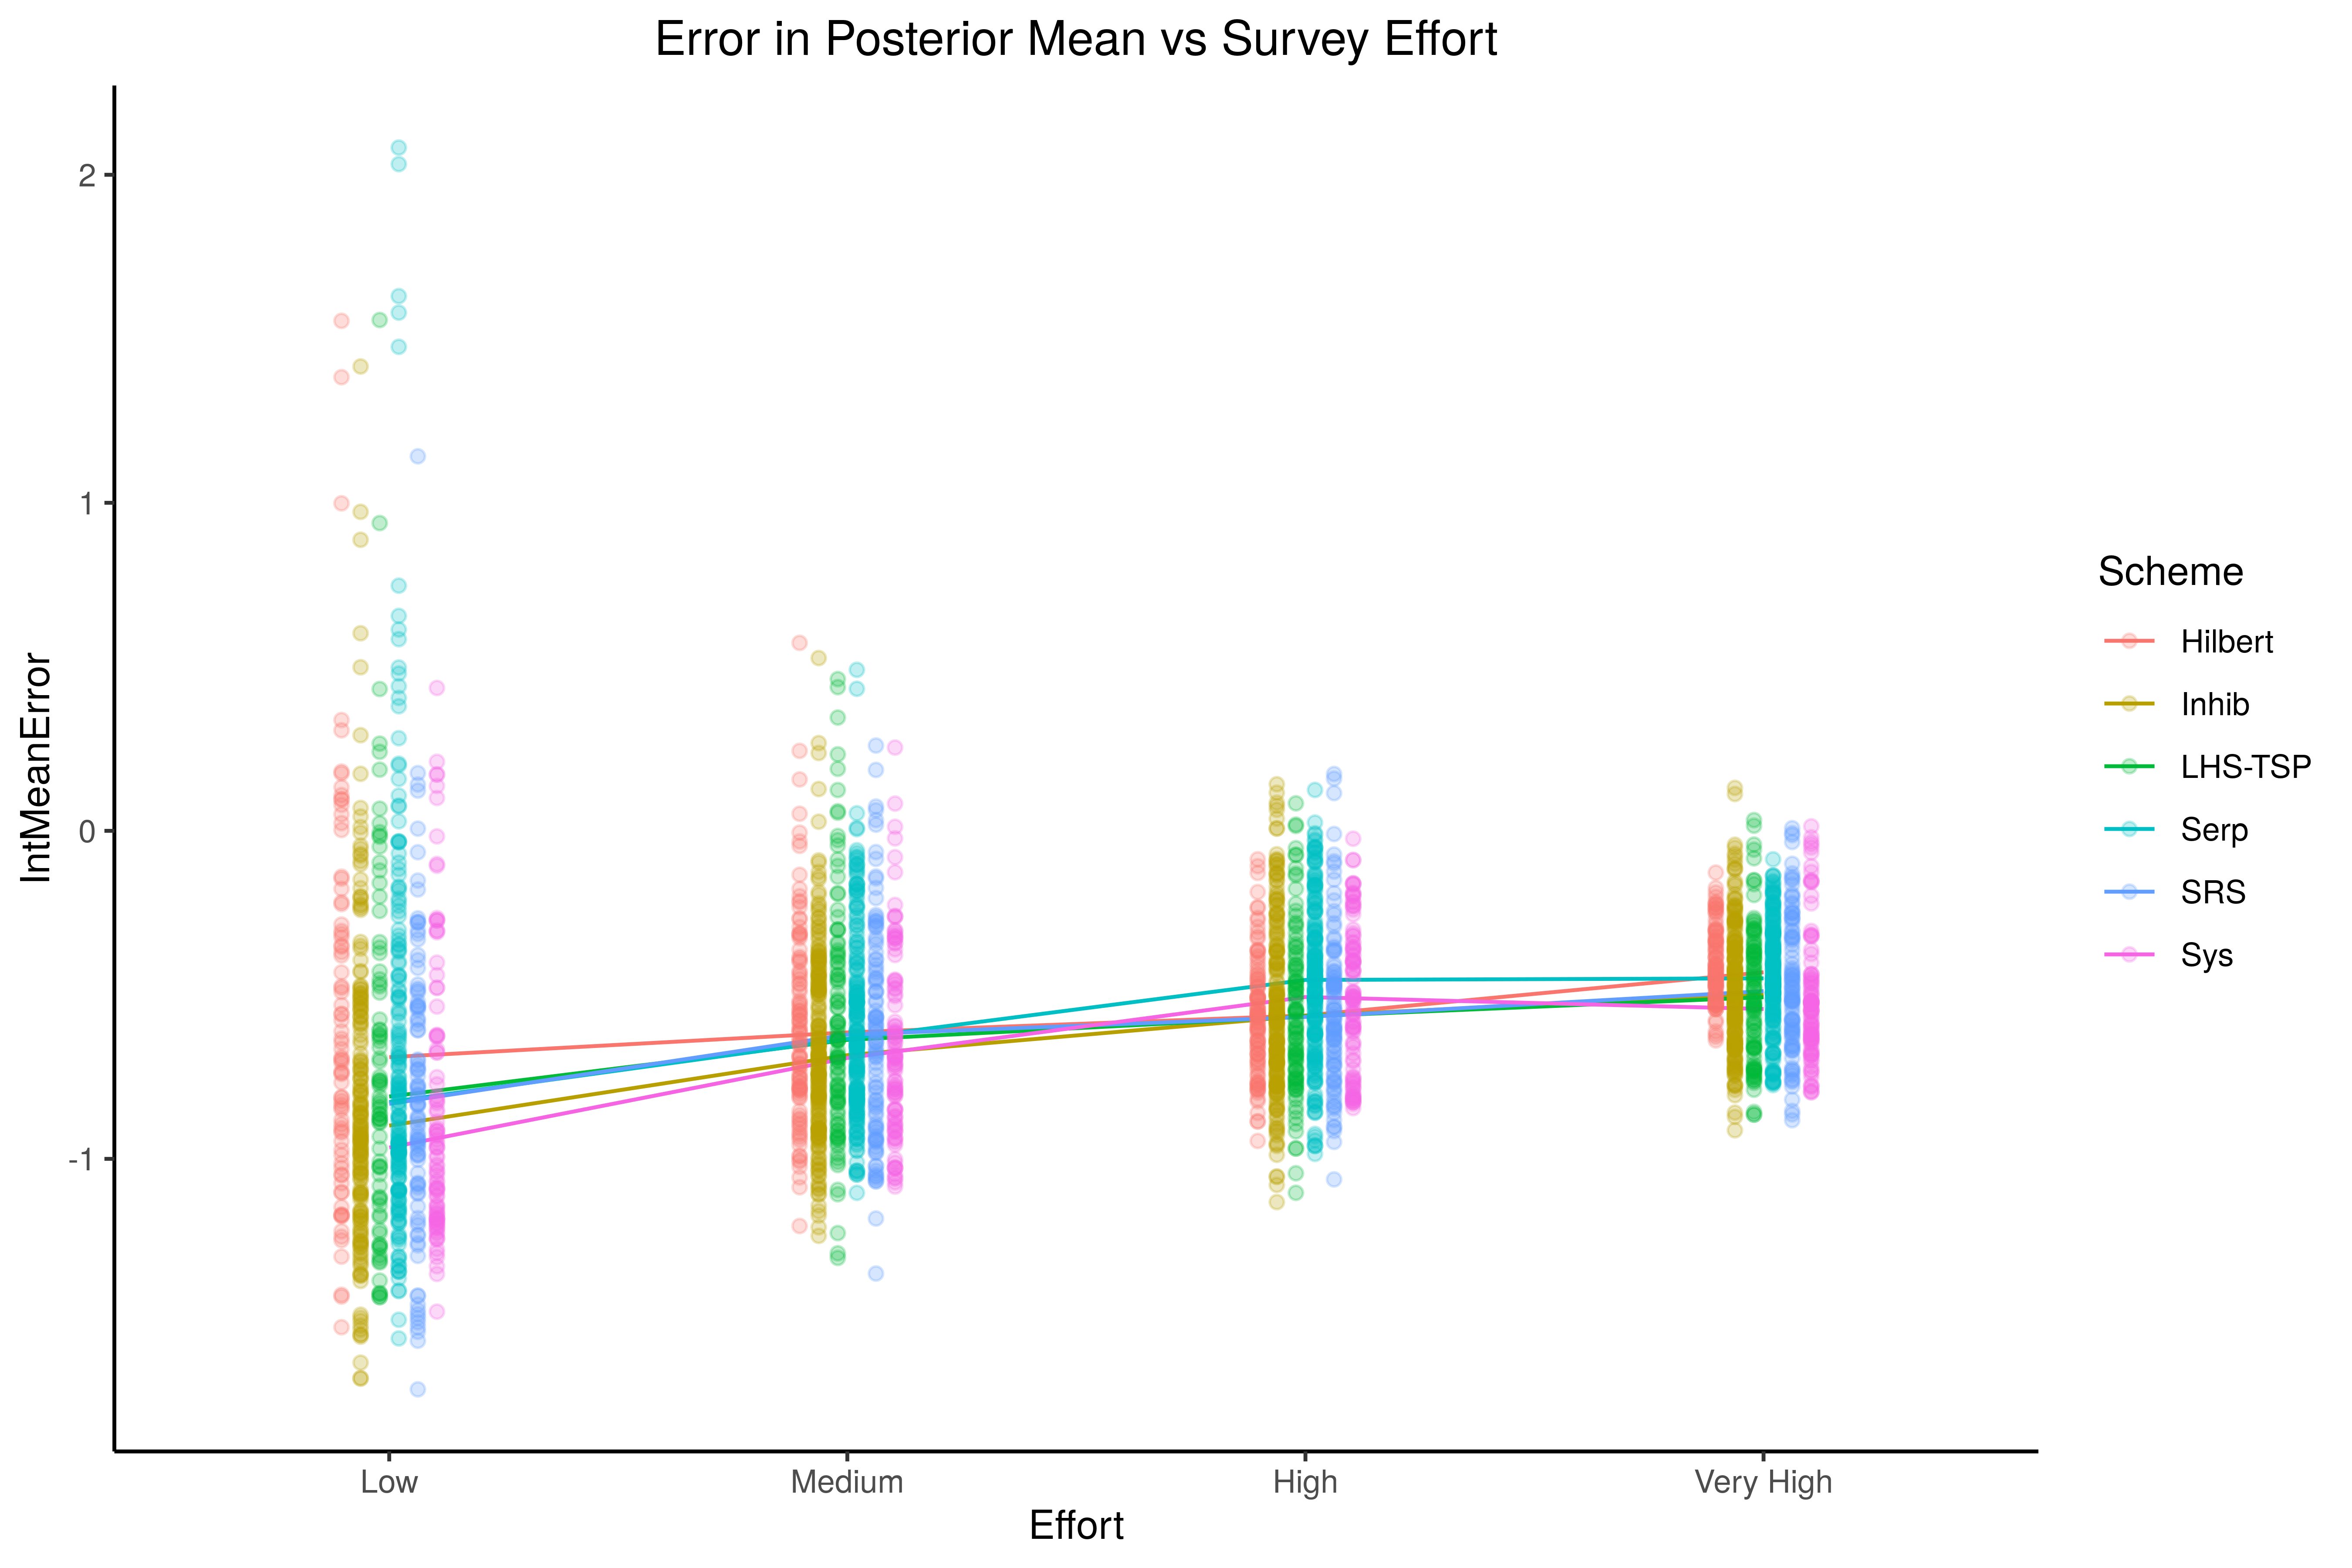 Error in Posterior Mean vs Survey Effort
IntMeanError
2
1
0
-1
Low
Medium
High
Very High
Effort
Scheme
Hilbert
Inhib
LHS-TSP
Serp
SRS
Sys